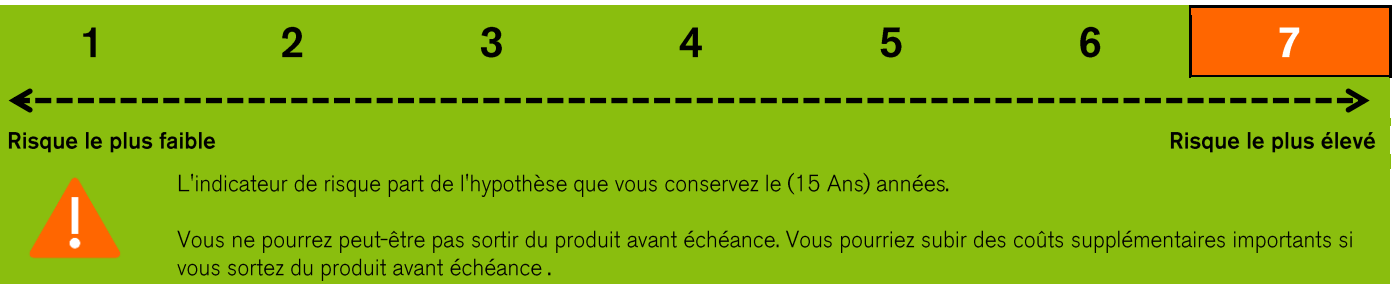 1 2 3 4 5 6 7
Risque le plus faible Risque le plus élevé
L'indicateur de risque part de l'hypothèse que vous conservez le (15 Ans) années.
Vous ne pourrez peut-être pas sortir du produit avant échéance. Vous pourriez subir des coûts supplémentaires importants si
vous sortez du produit avant échéance .